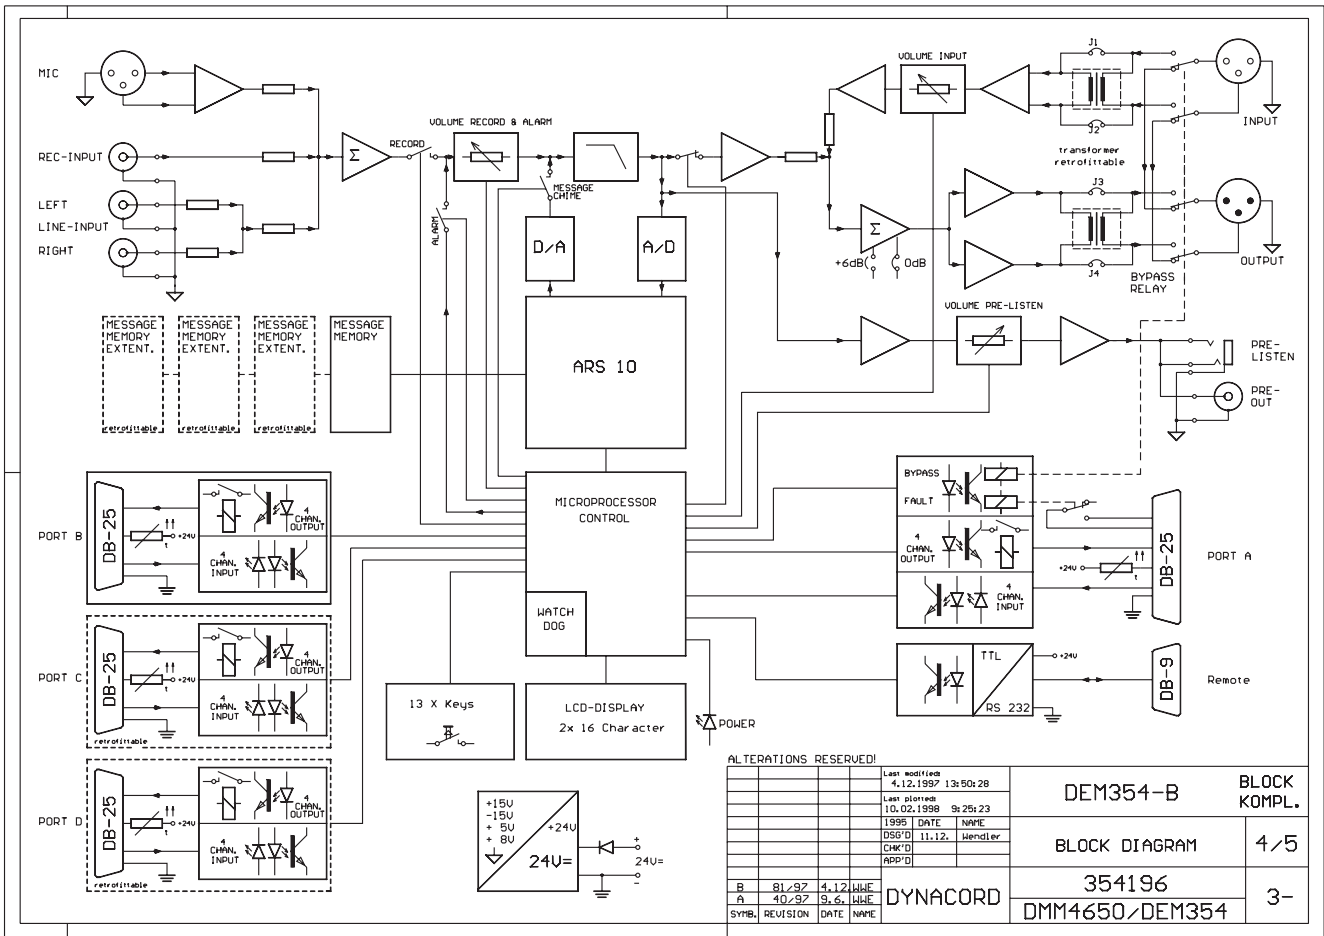 MIC
REC-INPUT
LEFT
LINE-INPUT
RIGHT
Σ
RECORD
VOLUME RECORD & ALARM
ALARM
MESSAGE
CHIME
D/A
A/D
VOLUME INPUT
J1
J2
transformer
retrofittable
INPUT
J3
J4
Σ
+6dB
0dB
BYPASS
RELAY
OUTPUT
VOLUME PRE-LISTEN
PRE-
LISTEN
PRE-
OUT
MESSAGE
MEMORY
EXTENT.
retrofittable
MESSAGE
MEMORY
EXTENT.
retrofittable
MESSAGE
MEMORY
EXTENT.
retrofittable
MESSAGE
MEMORY
ARS 10
MICROPROCESSOR
CONTROL
WATCH
DOG
PORT B
DB-25
t
+24V
4
CHAN.
OUTPUT
4
CHAN.
INPUT
PORT C
DB-25
t
+24V
4
CHAN.
OUTPUT
4
CHAN.
INPUT
retrofittable
PORT D
DB-25
t
+24V
4
CHAN.
OUTPUT
4
CHAN.
INPUT
retrofittable
BYPASS
FAULT
4
CHAN.
OUTPUT
4
CHAN.
INPUT
+24V
t
DB-25
PORT A
TTL
RS 232
+24V
DB-9
Remote
13 X Keys
LCD-DISPLAY
2x 16 Character
POWER
+15V
-15V
+ 5V
+ 8V
+24V
24V=
+
24V=
-
ALTERATIONS RESERVED!
Last modified:
4.12.1997 13:50:28
Last plotted:
10.02.1998 9:25:23
1995 DATE NAME
DSG'D 11.12. Wendler
CHK'D
APP'D
DEM354-B
BLOCK
KOMPL.
BLOCK DIAGRAM
4/5
B 81/97 4.12. WWE
A 40/97 9.6. WWE
SYMB. REVISION DATE NAME
DYNACORD
354196
DMM4650/DEM354
3-